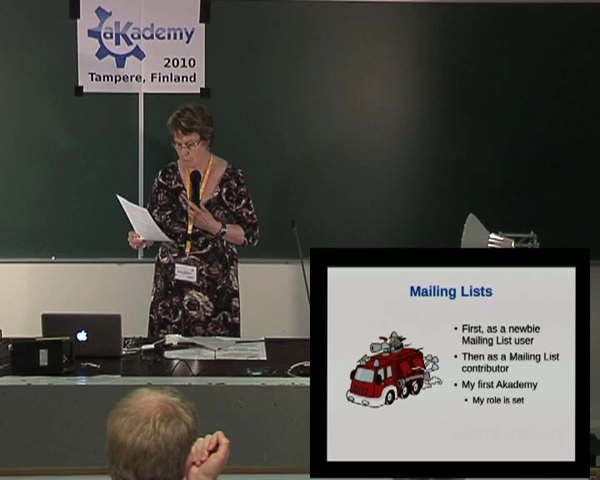 aKademy
2010
Tampere, Finland
Mailing Lists
• First, as a newbie
Mailing List user
• Then as a Mailing List
contributor
• My first Akademy
• My role is set